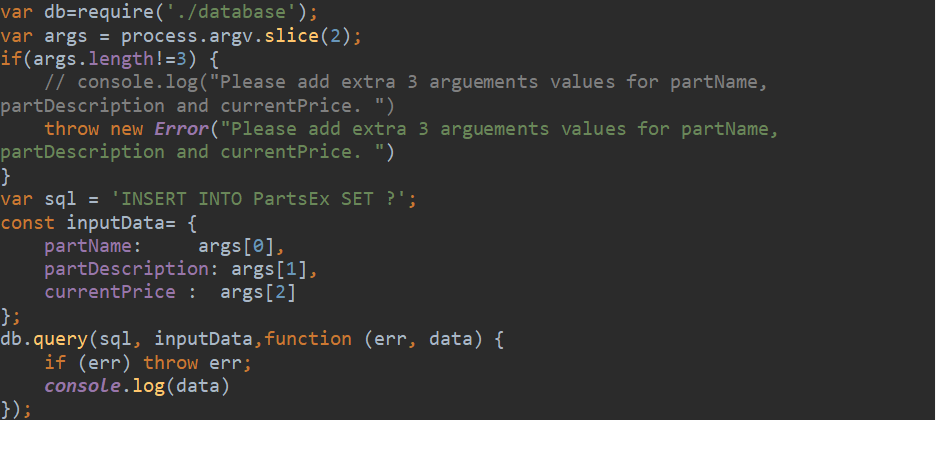 var db=require('./database');
var args = process.argv.slice(2);
if(args.length!=3) {
    // console.log("Please add extra 3 arguements values for partName,
partDescription and currentPrice. ")
    throw new Error("Please add extra 3 arguements values for partName,
partDescription and currentPrice. ")
}
var sql = 'INSERT INTO PartsEx SET ?';
const inputData= {
    partName:     args[0],
    partDescription: args[1],
    currentPrice :  args[2]
};
db.query(sql, inputData,function (err, data) {
    if (err) throw err;
    console.log(data)
});